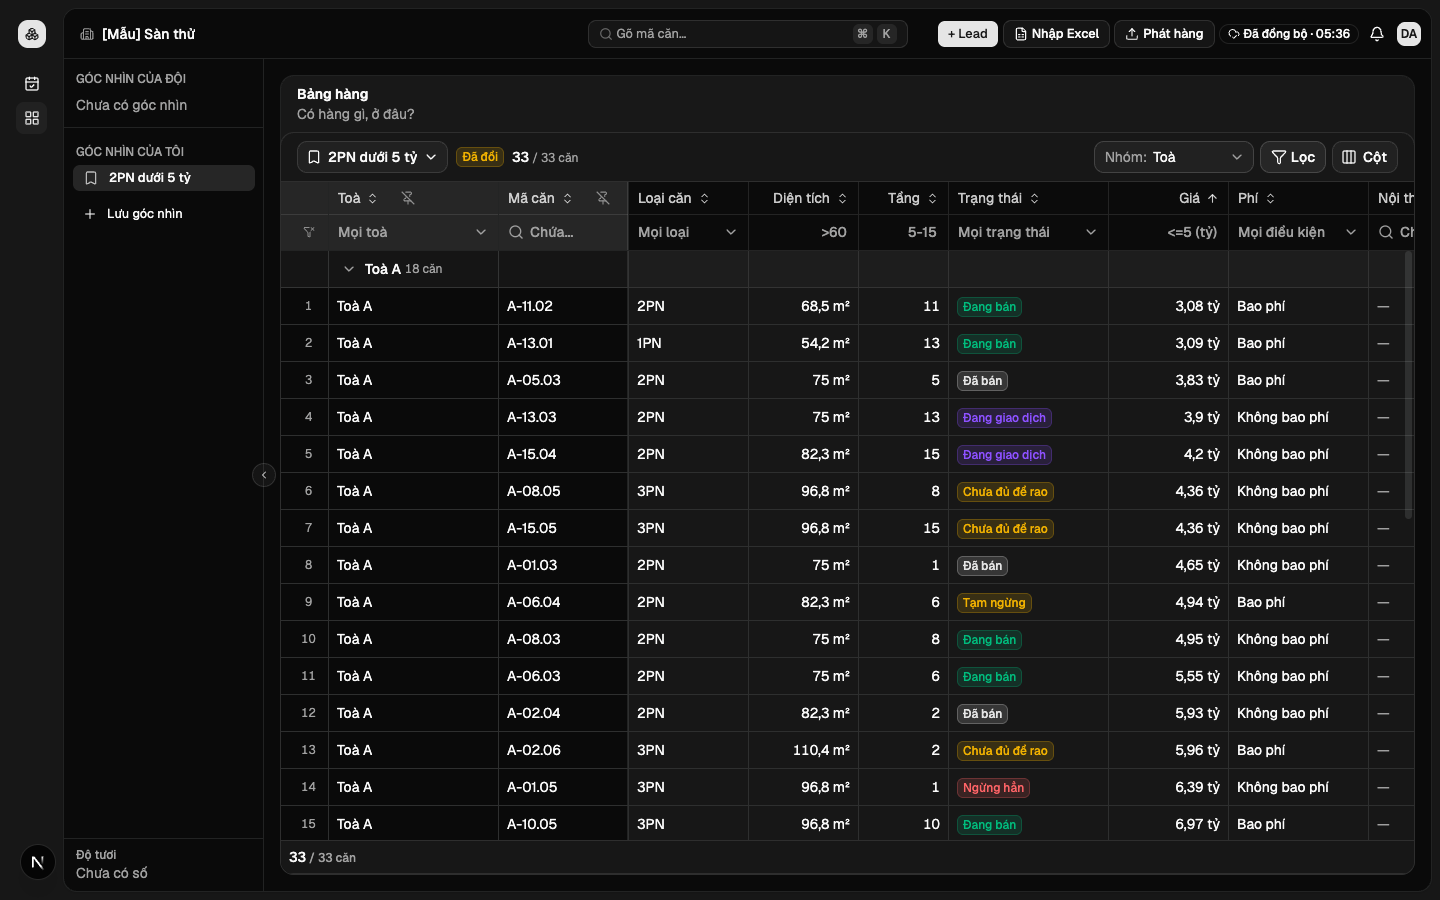 [Mẫu] Sàn thử
Gõ mã căn... ⌘ K
+ Lead
Nhập Excel
Phát hàng
Đã đồng bộ · 05:36
DA
GÓC NHÌN CỦA ĐỘI
Chưa có góc nhìn
GÓC NHÌN CỦA TÔI
2PN dưới 5 tỷ
+ Lưu góc nhìn
Độ tươi
Chưa có số
N
Bảng hàng
Có hàng gì, ở đâu?
2PN dưới 5 tỷ Đã đổi 33 / 33 căn
Nhóm: Toà Lọc Cột
Toà Mã căn Loại căn Diện tích Tầng Trạng thái Giá Phí Nội th
Mọi toà Chứa... Mọi loại >60 5-15 Mọi trạng thái <=5 (tỷ) Mọi điều kiện Ch
Toà A 18 căn
1 Toà A A-11.02 2PN 68,5 m² 11 Đang bán 3,08 tỷ Bao phí —
2 Toà A A-13.01 1PN 54,2 m² 13 Đang bán 3,09 tỷ Bao phí —
3 Toà A A-05.03 2PN 75 m² 5 Đã bán 3,83 tỷ Bao phí —
4 Toà A A-13.03 2PN 75 m² 13 Đang giao dịch 3,9 tỷ Không bao phí —
5 Toà A A-15.04 2PN 82,3 m² 15 Đang giao dịch 4,2 tỷ Không bao phí —
6 Toà A A-08.05 3PN 96,8 m² 8 Chưa đủ để rao 4,36 tỷ Không bao phí —
7 Toà A A-15.05 3PN 96,8 m² 15 Chưa đủ để rao 4,36 tỷ Không bao phí —
8 Toà A A-01.03 2PN 75 m² 1 Đã bán 4,65 tỷ Không bao phí —
9 Toà A A-06.04 2PN 82,3 m² 6 Tạm ngừng 4,94 tỷ Bao phí —
10 Toà A A-08.03 2PN 75 m² 8 Đang bán 4,95 tỷ Không bao phí —
11 Toà A A-06.03 2PN 75 m² 6 Đang bán 5,55 tỷ Không bao phí —
12 Toà A A-02.04 2PN 82,3 m² 2 Đã bán 5,93 tỷ Không bao phí —
13 Toà A A-02.06 3PN 110,4 m² 2 Chưa đủ để rao 5,96 tỷ Bao phí —
14 Toà A A-01.05 3PN 96,8 m² 1 Ngừng hẳn 6,39 tỷ Không bao phí —
15 Toà A A-10.05 3PN 96,8 m² 10 Đang bán 6,97 tỷ Bao phí —
33 / 33 căn